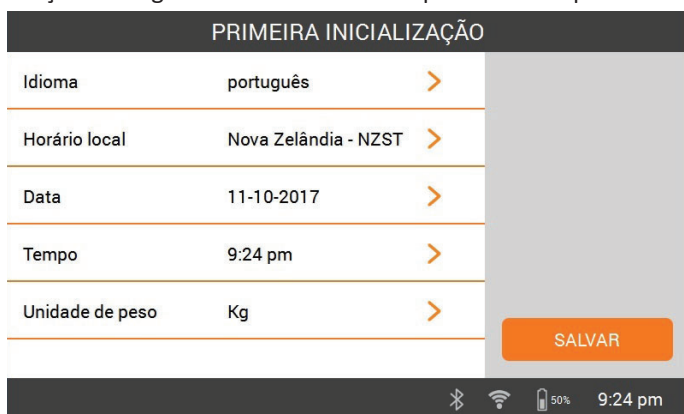 PRIMEIRA INICIALIZAÇÃO
Idioma português
Horário local Nova Zelândia - NZST
Data 11-10-2017
Tempo 9:24 pm
Unidade de peso Kg
SALVAR
50% 9:24 pm